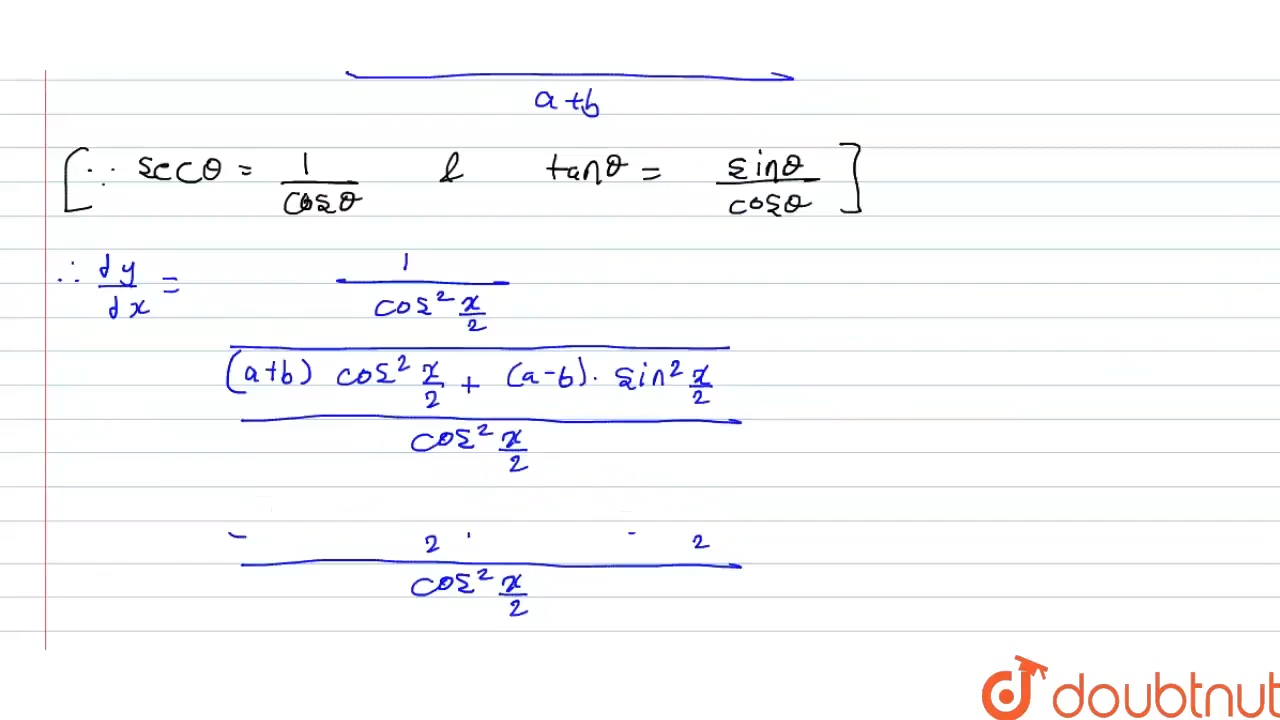 a+b
[∵ secθ = 1/cosθ & tanθ = sinθ/cosθ]
∴ dy/dx =
1
cos² x/2
(a+b) cos² x/2 + (a-b). sin² x/2
cos² x/2
2 2
cos² x/2
doubtnut